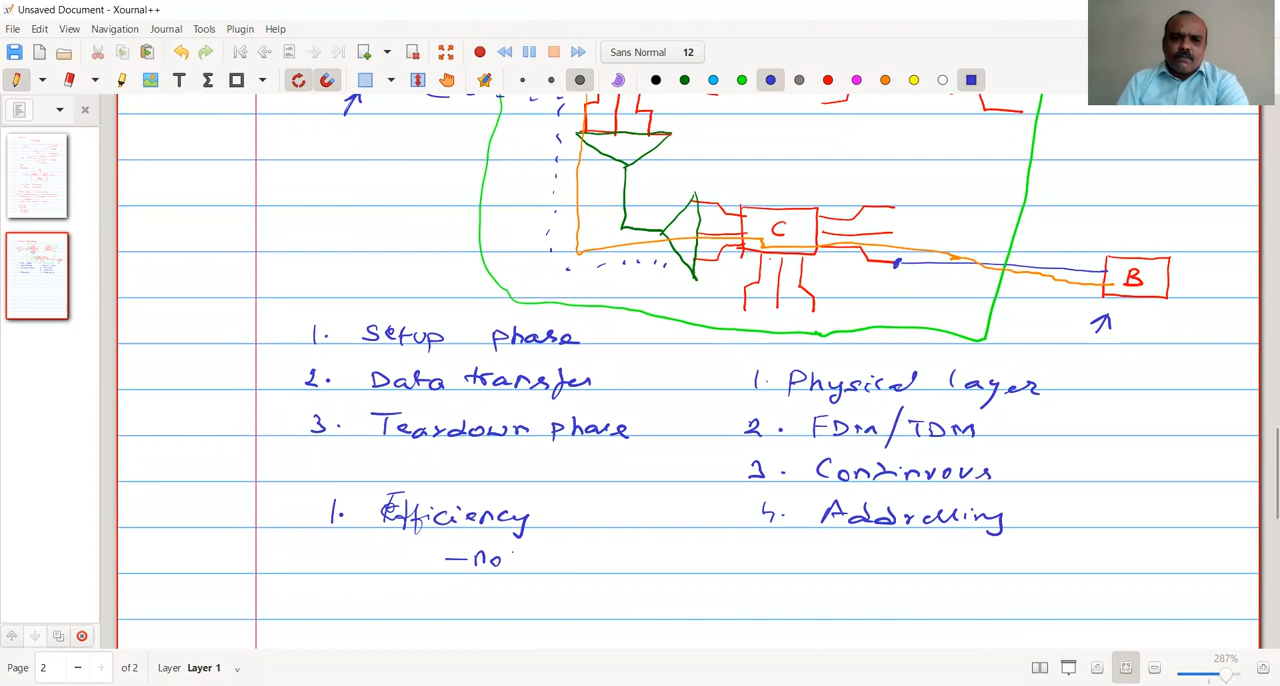 Unsaved Document - Xournal++
File Edit View Navigation Journal Tools Plugin Help
Sans Normal 12
C
B
1. Setup phase
2. Data transfer
3. Teardown phase
1. Physical layer
2. FDM/TDM
3. Continuous
4. Addressing
1. Efficiency
– no
Page 2 of 2 Layer Layer 1 287%